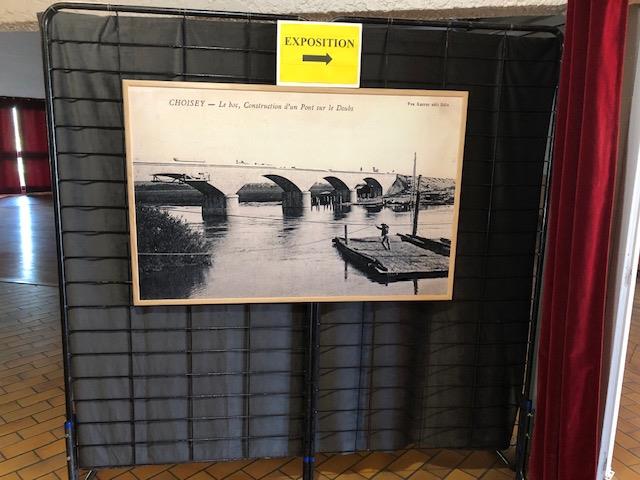 EXPOSITION
CHOISEY — Le bac, Construction d'un Pont sur le Doubs